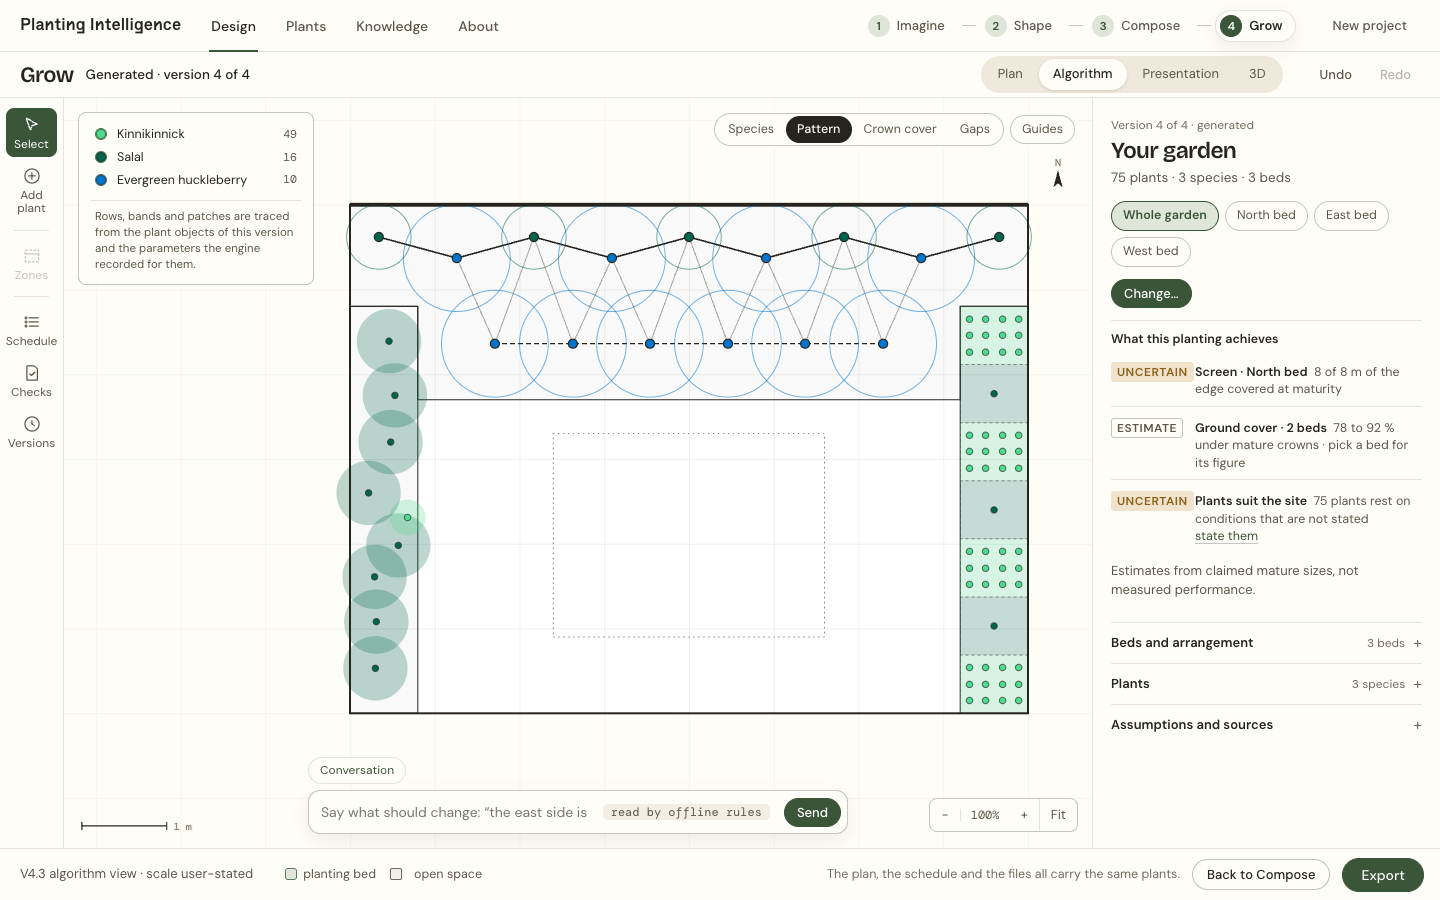 Planting Intelligence
Design
Plants
Knowledge
About
1 Imagine
2 Shape
3 Compose
4 Grow
New project
Grow Generated · version 4 of 4
Plan
Algorithm
Presentation
3D
Undo
Redo
Select
Add
plant
Zones
Schedule
Checks
Versions
Kinnikinnick 49
Salal 16
Evergreen huckleberry 10
Rows, bands and patches are traced
from the plant objects of this version
and the parameters the engine
recorded for them.
Species
Pattern
Crown cover
Gaps
Guides
N
Version 4 of 4 · generated
Your garden
75 plants · 3 species · 3 beds
Whole garden
North bed
East bed
West bed
Change…
What this planting achieves
UNCERTAIN Screen · North bed 8 of 8 m of the
edge covered at maturity
ESTIMATE Ground cover · 2 beds 78 to 92 %
under mature crowns · pick a bed for
its figure
UNCERTAIN Plants suit the site 75 plants rest on
conditions that are not stated
state them
Estimates from claimed mature sizes, not
measured performance.
Beds and arrangement 3 beds +
Plants 3 species +
Assumptions and sources +
Conversation
Say what should change: “the east side is
read by offline rules
Send
1 m
− 100% + Fit
V4.3 algorithm view · scale user-stated
planting bed
open space
The plan, the schedule and the files all carry the same plants.
Back to Compose
Export